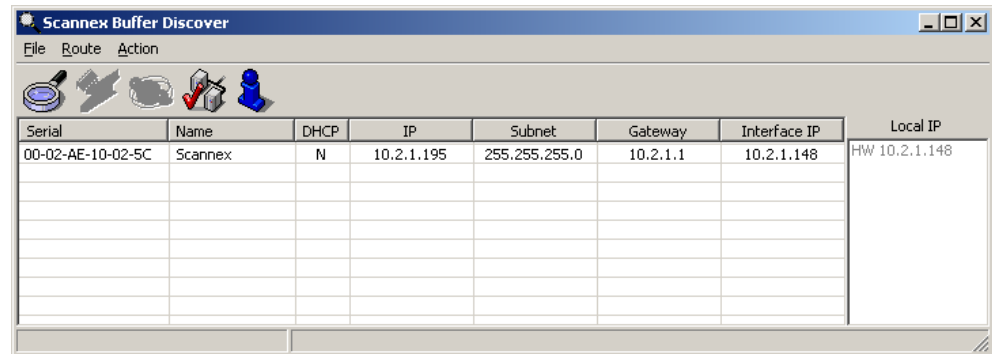 Scannex Buffer Discover
File Route Action
Serial Name DHCP IP Subnet Gateway Interface IP Local IP
00-02-AE-10-02-5C Scannex N 10.2.1.195 255.255.255.0 10.2.1.1 10.2.1.148 HW 10.2.1.148